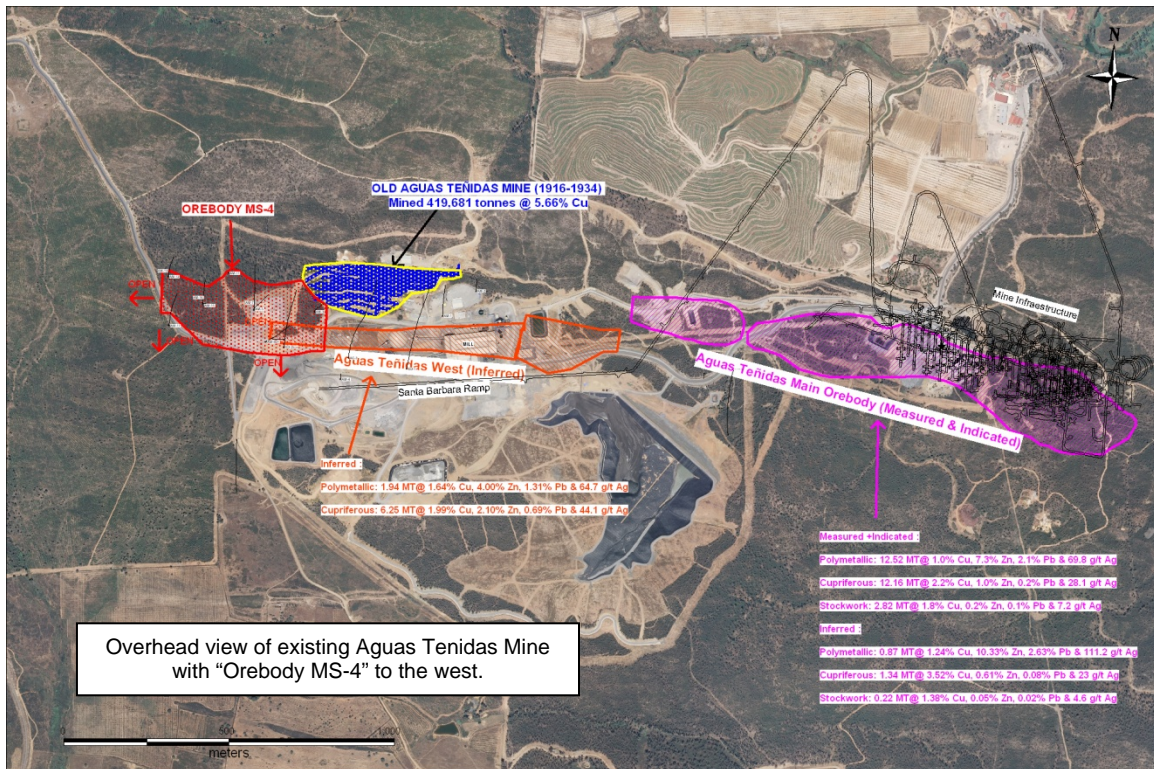 N
OLD AGUAS TEÑIDAS MINE (1916-1934)
Mined 419.681 tonnes @ 5.66% Cu
OREBODY MS-4
OPEN
OPEN
OPEN
Mine Infraestructure
MILL
Aguas Teñidas West (Inferred)
Santa Barbara Ramp
Aguas Teñidas Main Orebody (Measured & Indicated)
Inferred :
Polymetallic: 1.94 MT@ 1.64% Cu, 4.00% Zn, 1.31% Pb & 64.7 g/t Ag
Cupriferous: 6.25 MT@ 1.99% Cu, 2.10% Zn, 0.69% Pb & 44.1 g/t Ag
Measured +Indicated :
Polymetallic: 12.52 MT@ 1.0% Cu, 7.3% Zn, 2.1% Pb & 69.8 g/t Ag
Cupriferous: 12.16 MT@ 2.2% Cu, 1.0% Zn, 0.2% Pb & 28.1 g/t Ag
Stockwork: 2.82 MT@ 1.8% Cu, 0.2% Zn, 0.1% Pb & 7.2 g/t Ag
Inferred :
Polymetallic: 0.87 MT@ 1.24% Cu, 10.33% Zn, 2.63% Pb & 111.2 g/t Ag
Cupriferous: 1.34 MT@ 3.52% Cu, 0.61% Zn, 0.08% Pb & 23 g/t Ag
Stockwork: 0.22 MT@ 1.38% Cu, 0.05% Zn, 0.02% Pb & 4.6 g/t Ag
Overhead view of existing Aguas Tenidas Mine
with “Orebody MS-4” to the west.
0 500 1,000
meters